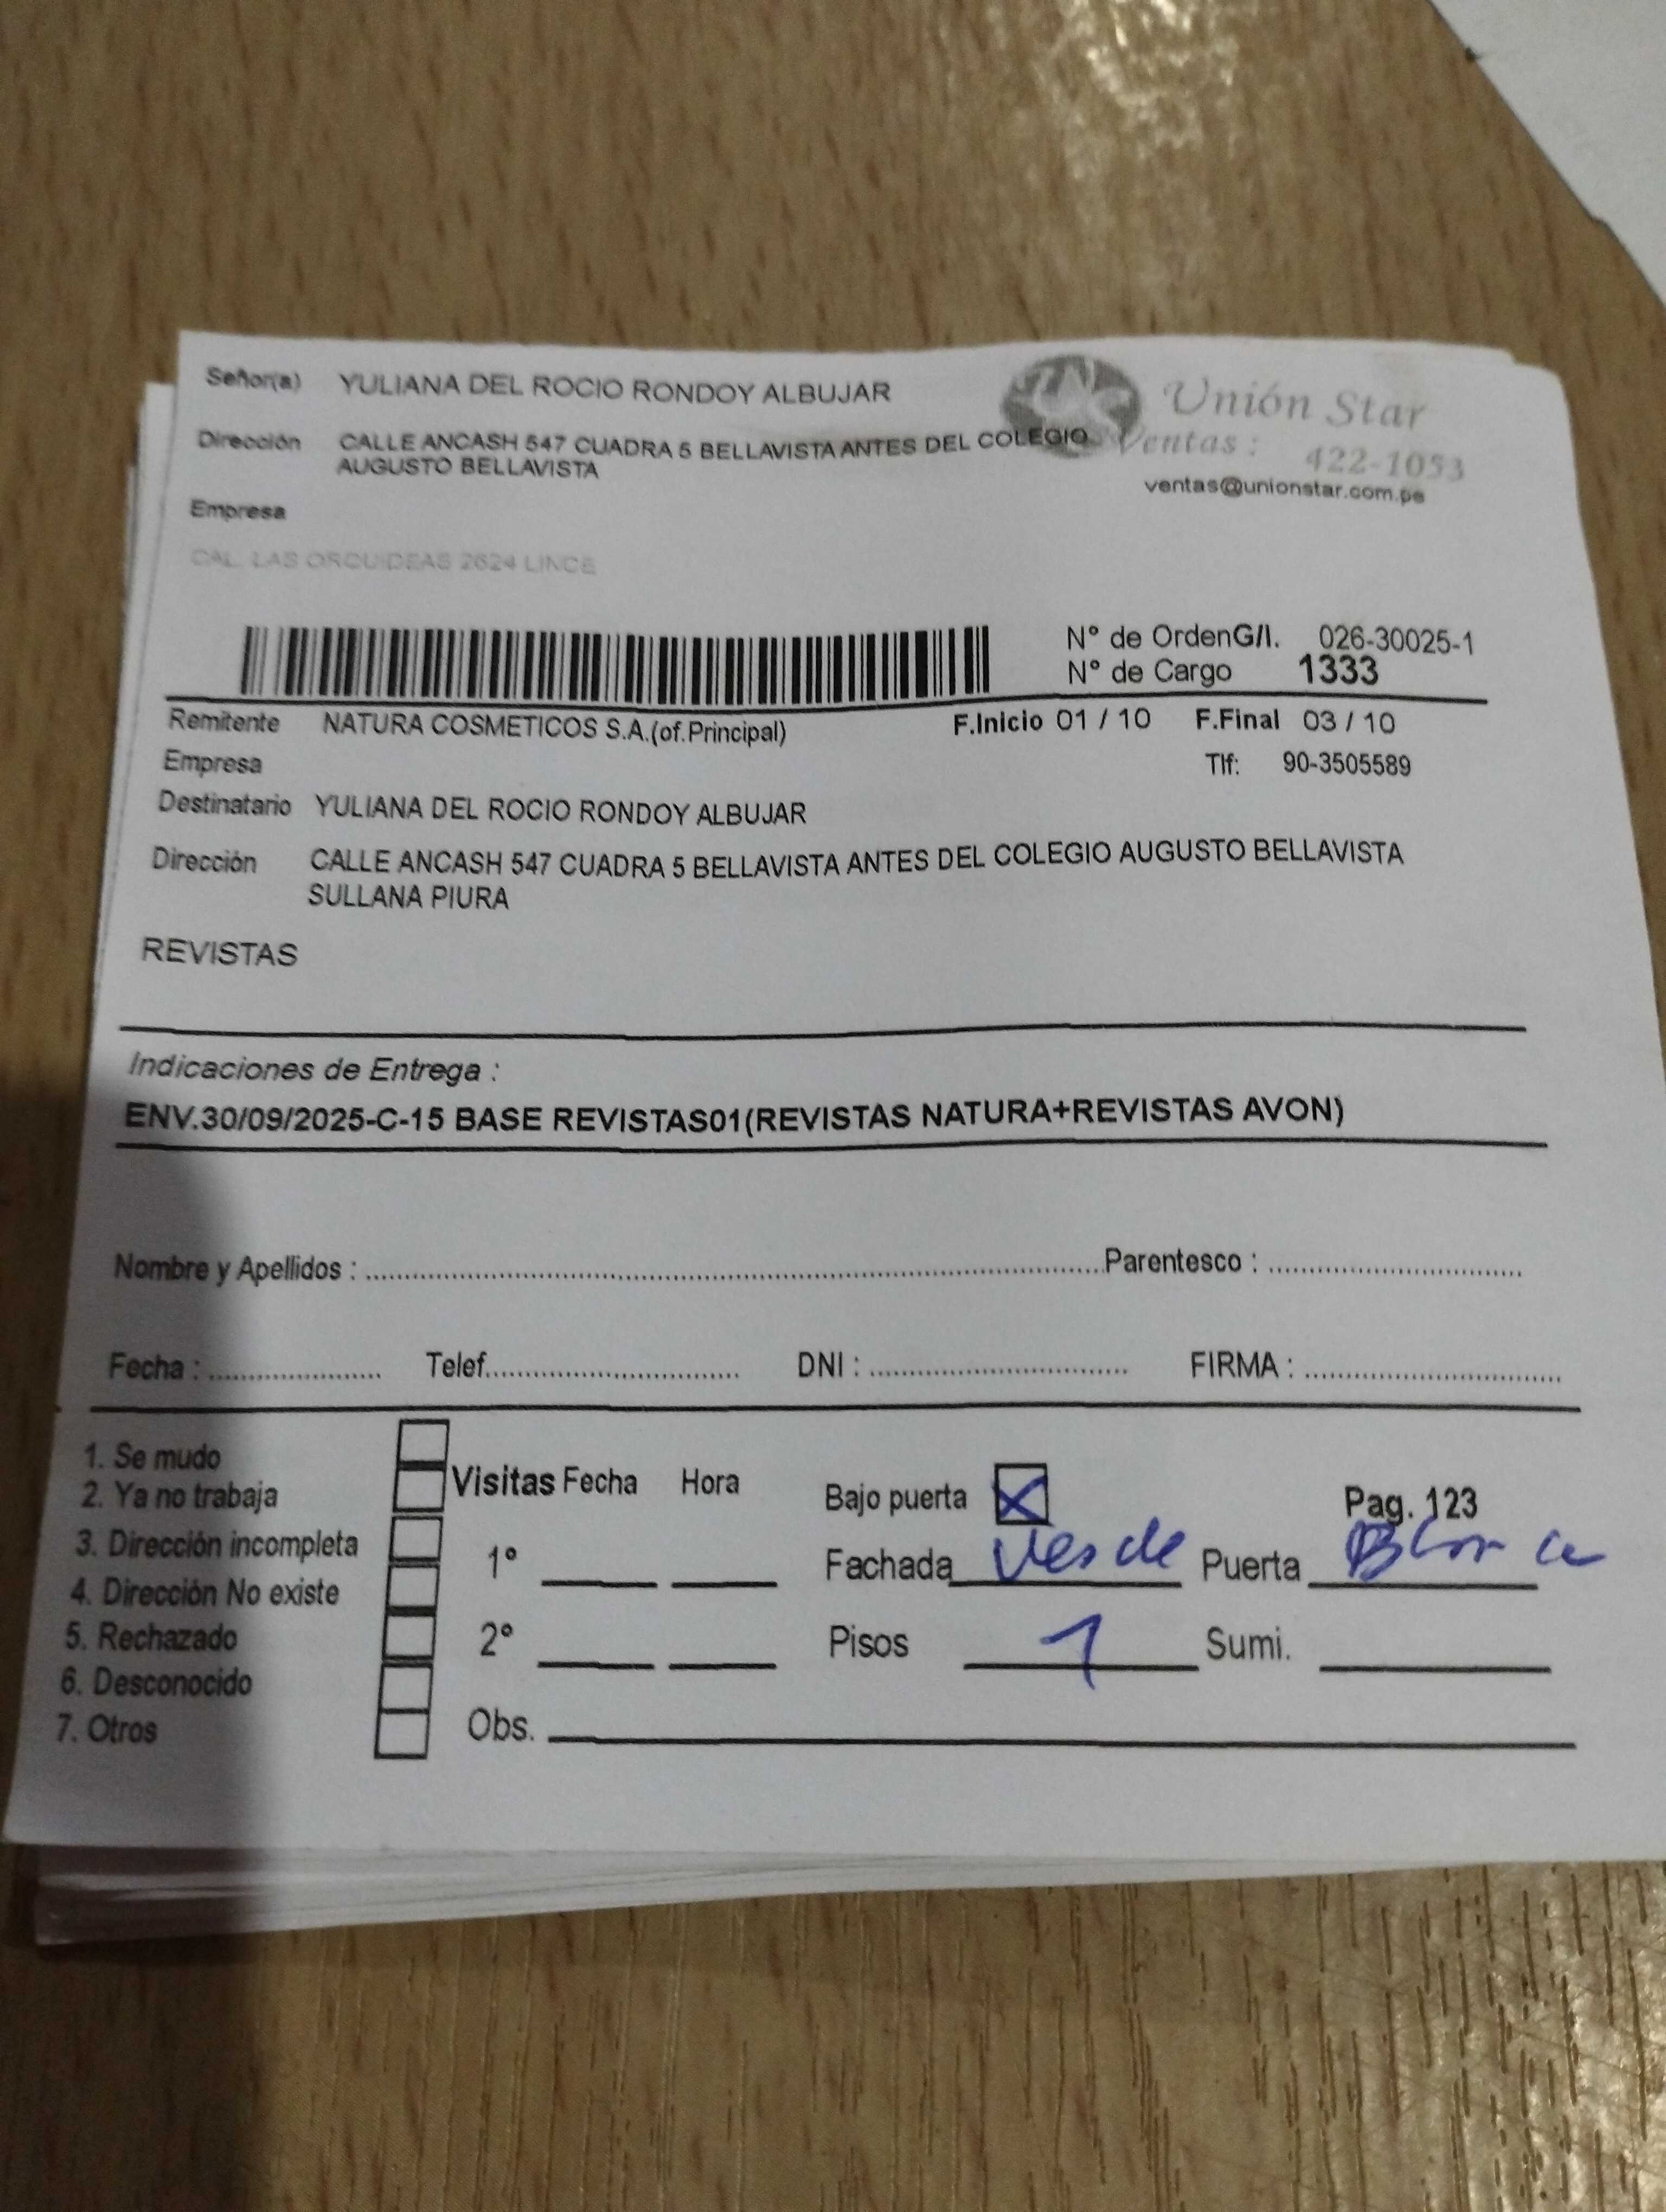 Señor(a) YULIANA DEL ROCIO RONDOY ALBUJAR
Unión Star
Dirección CALLE ANCASH 547 CUADRA 5 BELLAVISTA ANTES DEL COLEGIO
AUGUSTO BELLAVISTA
Ventas : 422-1053
ventas@unionstar.com.pe
Empresa
CAL. LAS ORQUIDEAS 2624 LINCE
N° de OrdenG/I. 026-30025-1
N° de Cargo 1333
Remitente NATURA COSMETICOS S.A.(of.Principal) F.Inicio 01 / 10 F.Final 03 / 10
Empresa Tlf: 90-3505589
Destinatario YULIANA DEL ROCIO RONDOY ALBUJAR
Dirección CALLE ANCASH 547 CUADRA 5 BELLAVISTA ANTES DEL COLEGIO AUGUSTO BELLAVISTA
SULLANA PIURA
REVISTAS
Indicaciones de Entrega :
ENV.30/09/2025-C-15 BASE REVISTAS01(REVISTAS NATURA+REVISTAS AVON)
Nombre y Apellidos : Parentesco :
Fecha : Telef. DNI : FIRMA :
1. Se mudo
2. Ya no trabaja
3. Dirección incompleta
4. Dirección No existe
5. Rechazado
6. Desconocido
7. Otros
Visitas Fecha Hora
1°
2°
Obs.
Bajo puerta X Pag. 123
Fachada Verde Puerta Blanca
Pisos 1 Sumi.